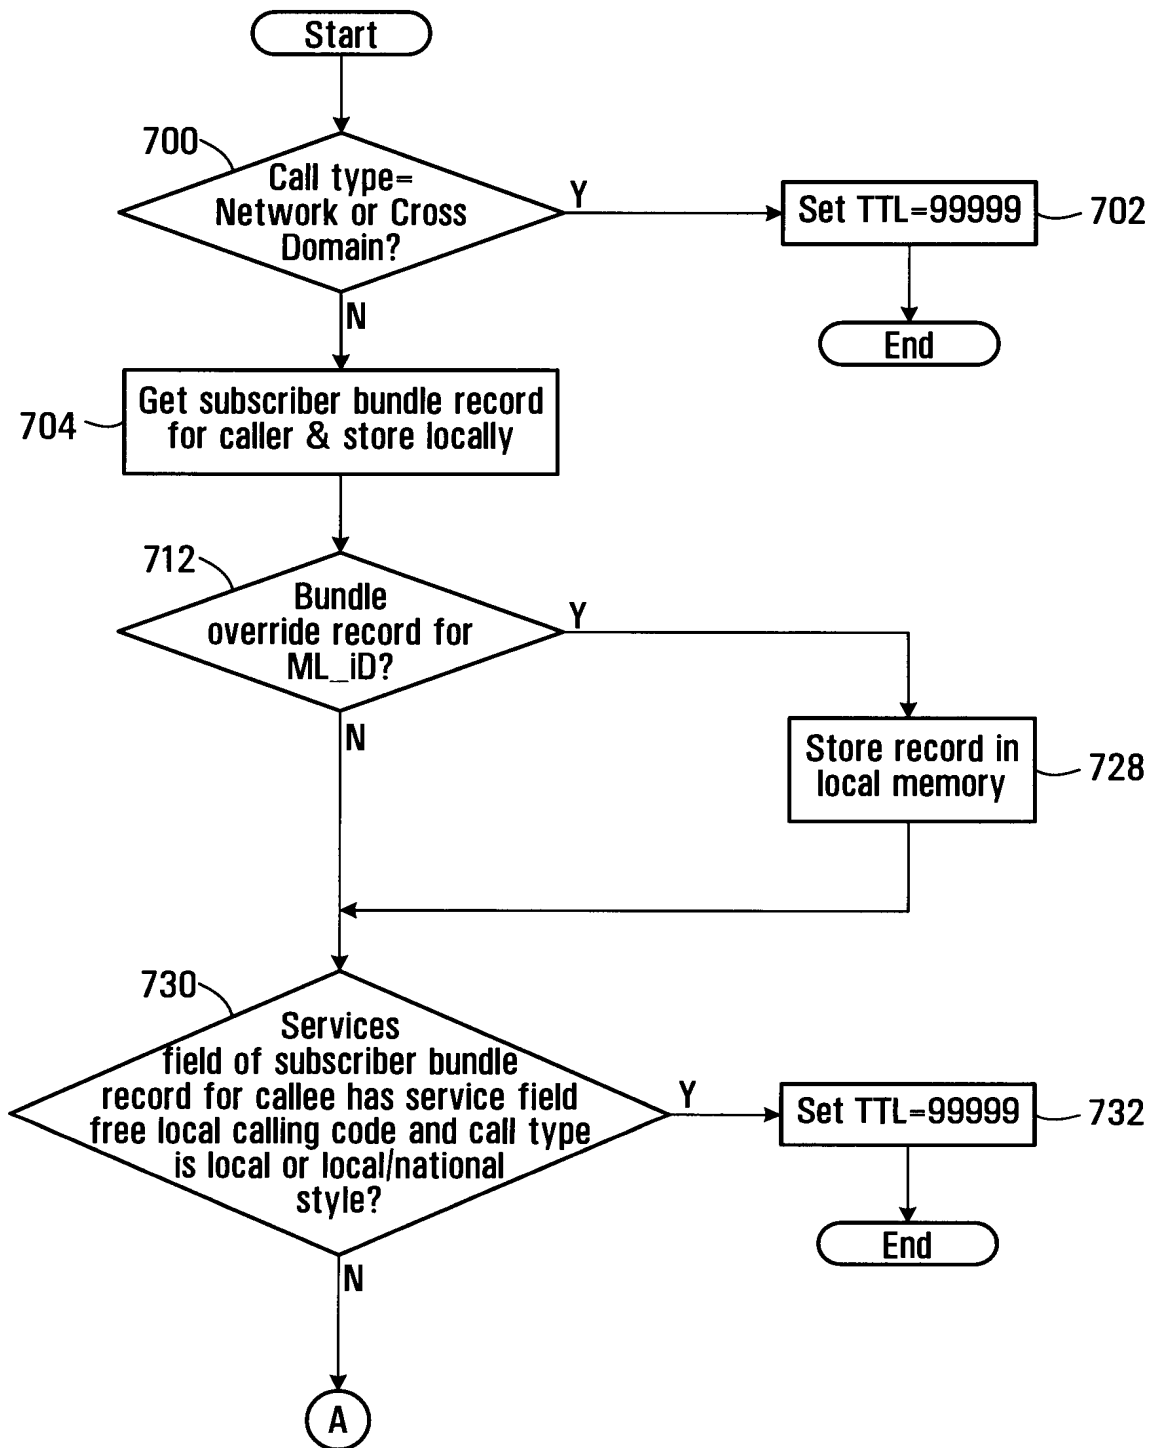 Start
700
Call type=
Network or Cross
Domain?
Y
Set TTL=99999
702
End
N
704
Get subscriber bundle record
for caller & store locally
712
Bundle
override record for
ML_iD?
Y
N
Store record in
local memory
728
730
Services
field of subscriber bundle
record for callee has service field
free local calling code and call type
is local or local/national
style?
Y
Set TTL=99999
732
End
N
A